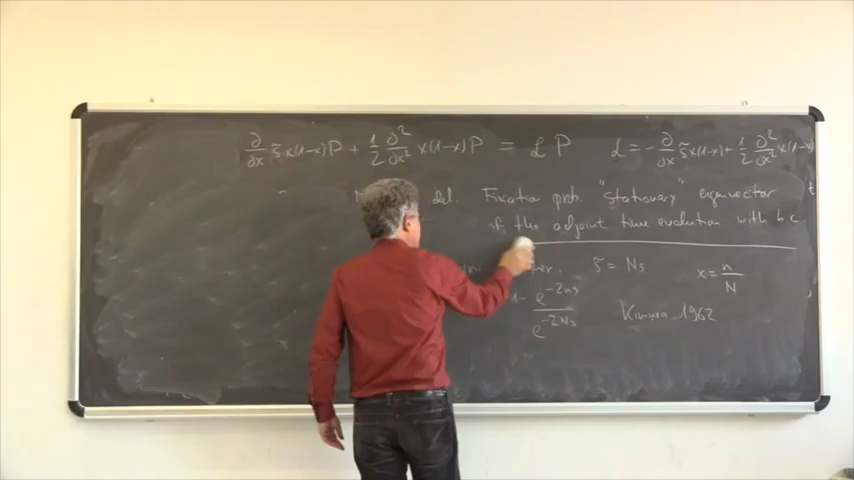 ∂/∂x ξ x(1-x)P + 1/2 ∂²/∂x² x(1-x)P = ℒP    ℒ = -∂/∂x ξ x(1-x) + 1/2 ∂²/∂x² x(1-x)
del. Fixation prob. "stationary" eigenvector
of the adjoint time evolution with b.c.
ξ = Ns    x = n/N
1- e^{-2ns} / e^{-2Ns}    Kimura 1962